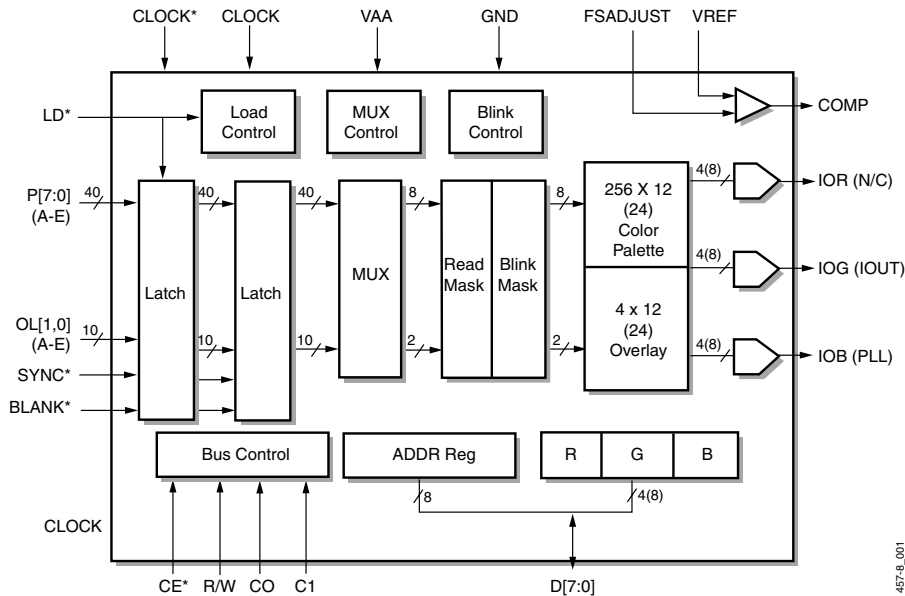 CLOCK* CLOCK VAA GND FSADJUST VREF
LD*
Load
Control
MUX
Control
Blink
Control
COMP
P[7:0]
(A-E)
40
40
40
8
8
4(8)
IOR (N/C)
256 X 12
(24)
Color
Palette
4(8)
IOG (IOUT)
Latch
Latch
MUX
Read
Mask
Blink
Mask
4 x 12
(24)
Overlay
4(8)
IOB (PLL)
OL[1,0]
(A-E)
10
10
10
2
2
SYNC*
BLANK*
Bus Control
ADDR Reg
R G B
8
4(8)
CLOCK
CE* R/W CO C1 D[7:0]
457-8_001